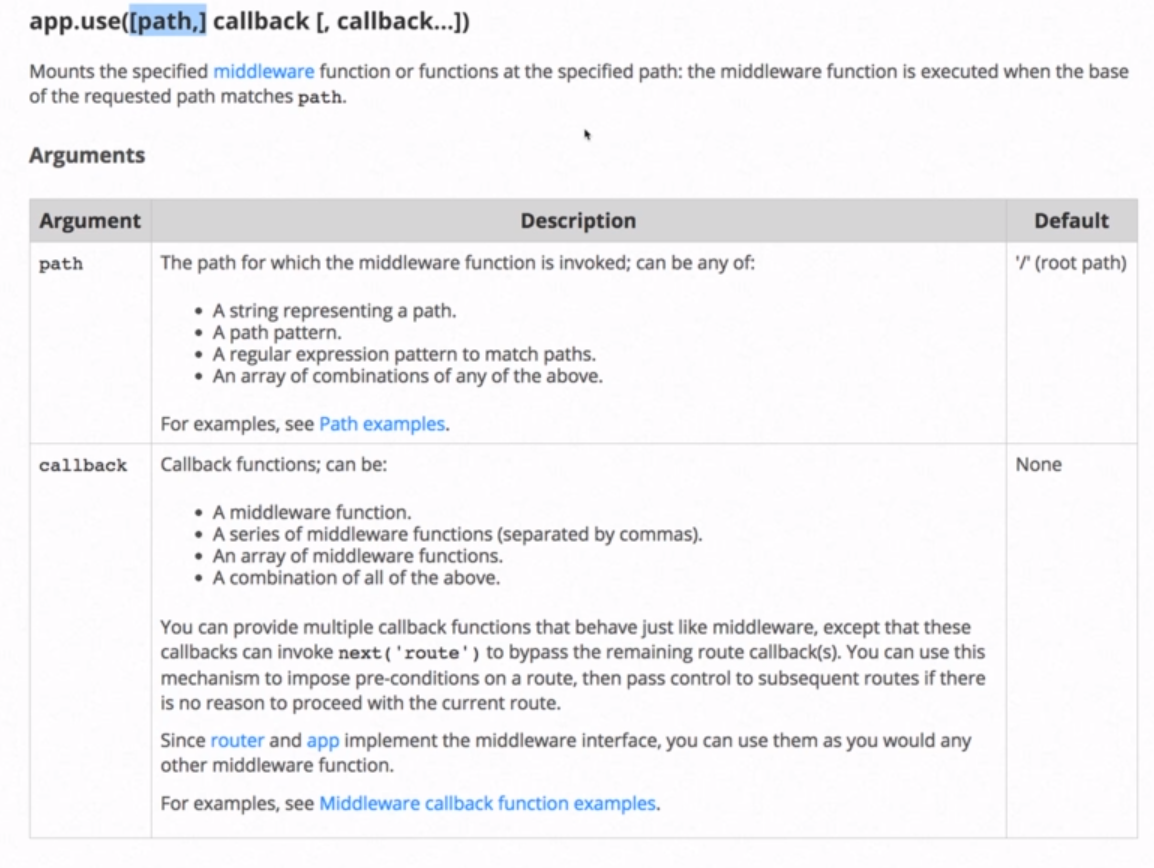 app.use([path,] callback [, callback...])
Mounts the specified middleware function or functions at the specified path: the middleware function is executed when the base
of the requested path matches path.
Arguments
Argument Description Default
path The path for which the middleware function is invoked; can be any of: '/' (root path)
• A string representing a path.
• A path pattern.
• A regular expression pattern to match paths.
• An array of combinations of any of the above.
For examples, see Path examples.
callback Callback functions; can be: None
• A middleware function.
• A series of middleware functions (separated by commas).
• An array of middleware functions.
• A combination of all of the above.
You can provide multiple callback functions that behave just like middleware, except that these
callbacks can invoke next('route') to bypass the remaining route callback(s). You can use this
mechanism to impose pre-conditions on a route, then pass control to subsequent routes if there
is no reason to proceed with the current route.
Since router and app implement the middleware interface, you can use them as you would any
other middleware function.
For examples, see Middleware callback function examples.